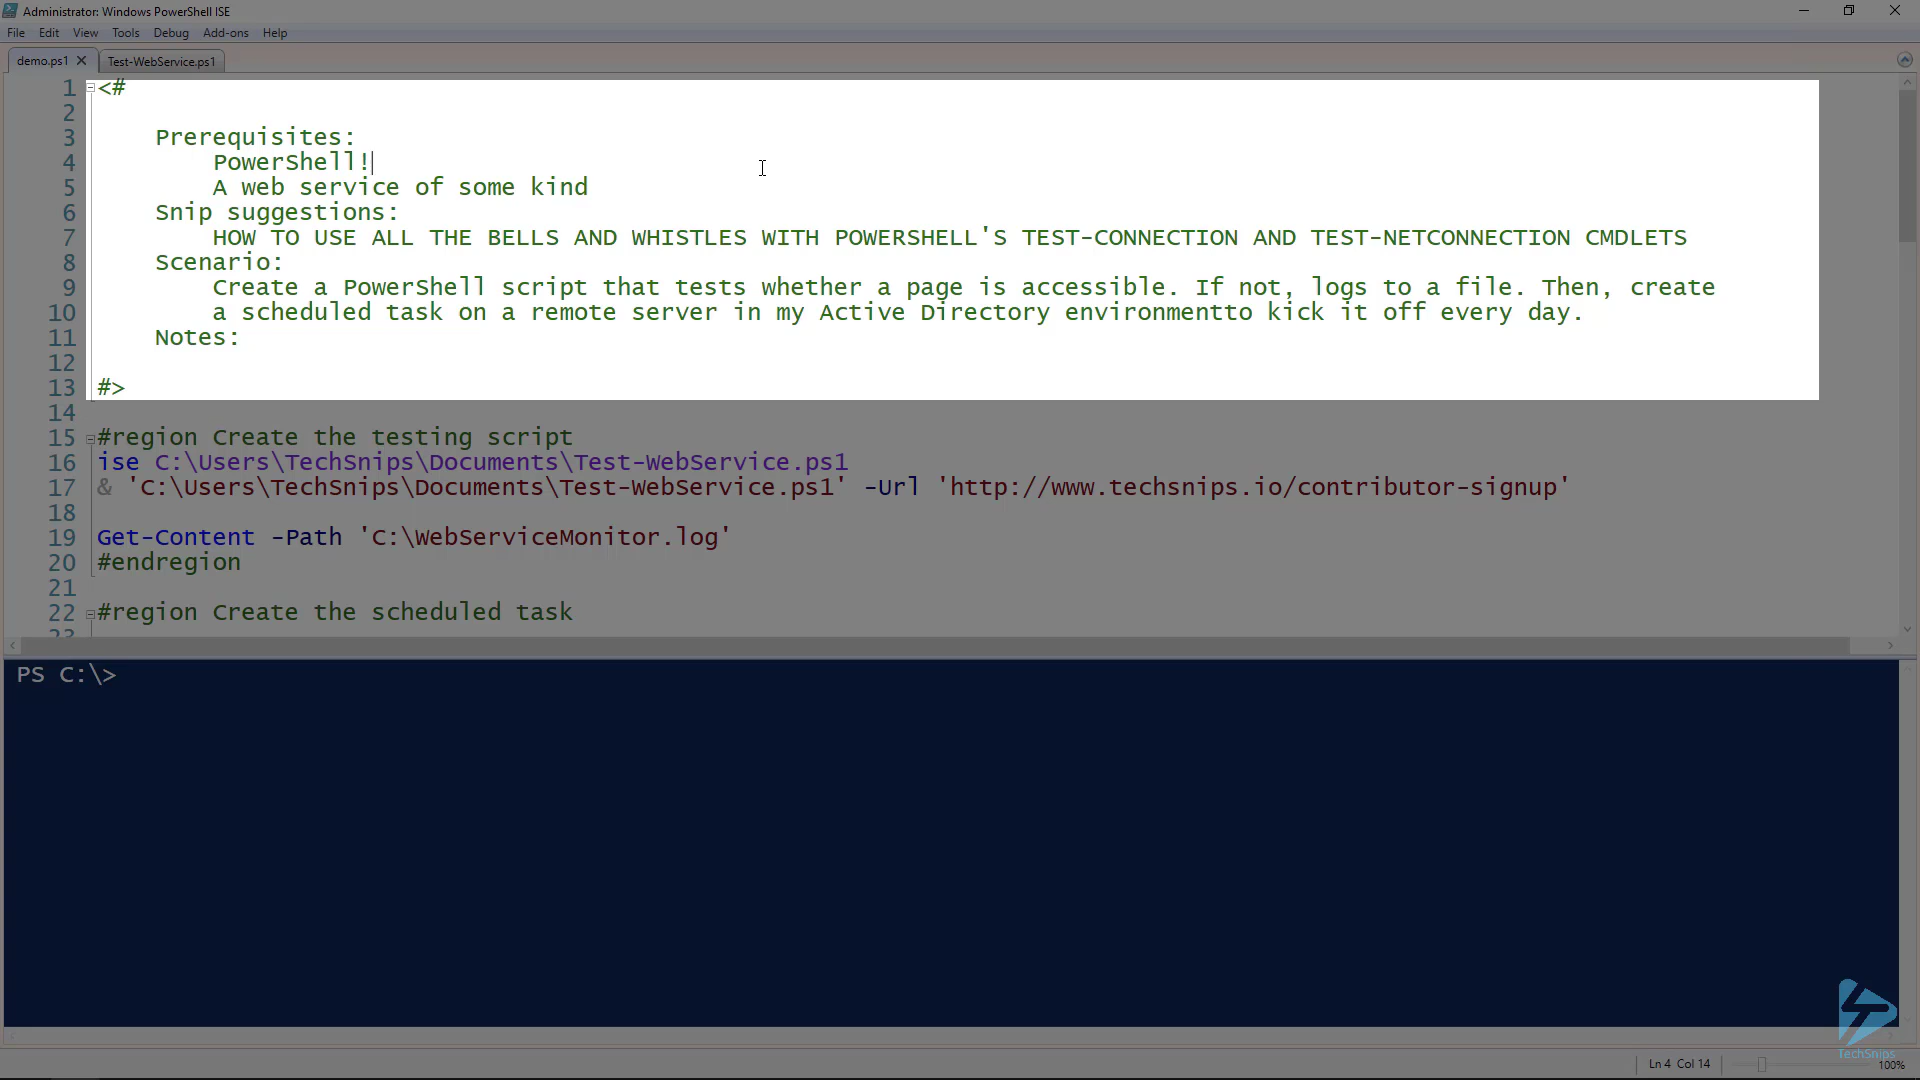 Administrator: Windows PowerShell ISE
File Edit View Tools Debug Add-ons Help
demo.ps1 Test-WebService.ps1
1 <#
2
3 Prerequisites:
4 PowerShell!
5 A web service of some kind
6 Snip suggestions:
7 HOW TO USE ALL THE BELLS AND WHISTLES WITH POWERSHELL'S TEST-CONNECTION AND TEST-NETCONNECTION CMDLETS
8 Scenario:
9 Create a PowerShell script that tests whether a page is accessible. If not, logs to a file. Then, create
10 a scheduled task on a remote server in my Active Directory environmentto kick it off every day.
11 Notes:
12
13 #>
14
15 #region Create the testing script
16 ise C:\Users\TechSnips\Documents\Test-WebService.ps1
17 & 'C:\Users\TechSnips\Documents\Test-WebService.ps1' -Url 'http://www.techsnips.io/contributor-signup'
18
19 Get-Content -Path 'C:\WebServiceMonitor.log'
20 #endregion
21
22 #region Create the scheduled task
23
PS C:\>
TechSnips
Ln 4 Col 14 100%